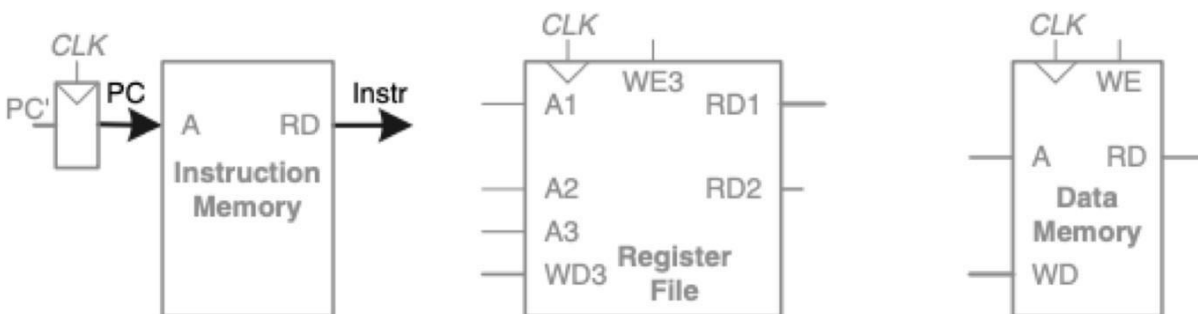 CLK
PC'
PC
A
RD
Instr
Instruction
Memory
CLK
WE3
A1
RD1
A2
RD2
A3
WD3
Register
File
CLK
WE
A
RD
Data
Memory
WD